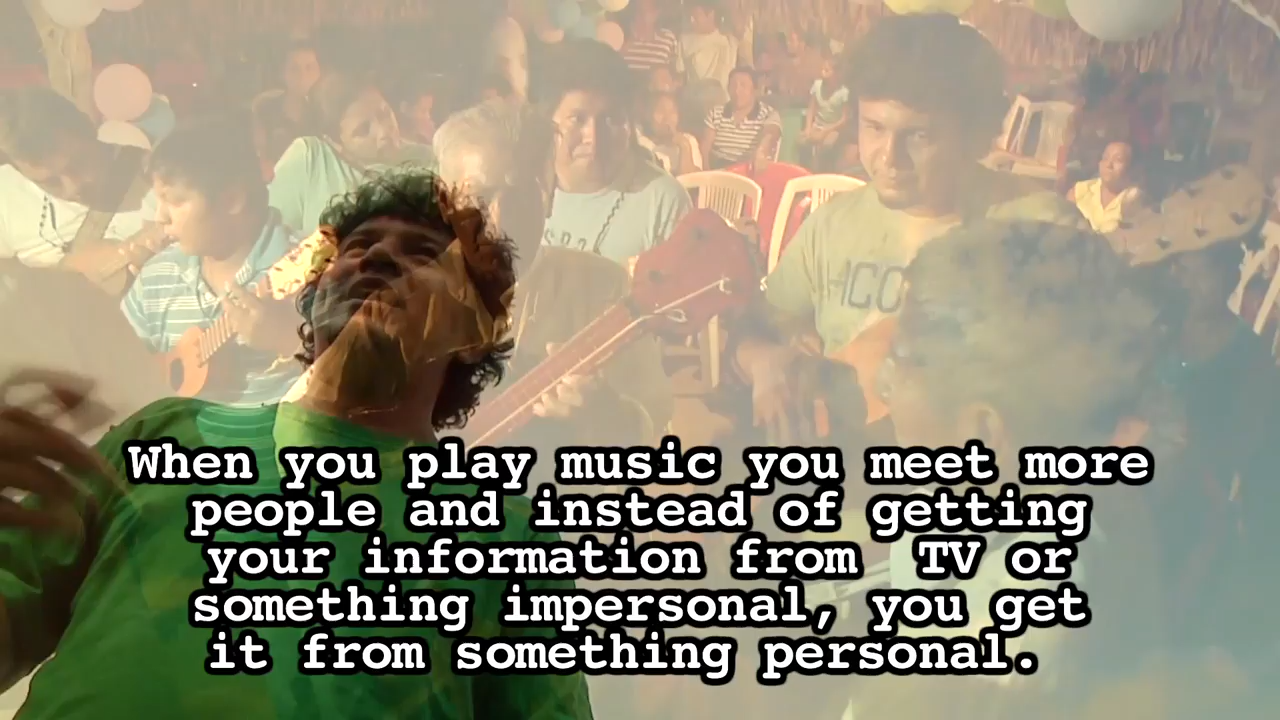 HCO
When you play music you meet more
people and instead of getting
your information from  TV or
something impersonal, you get
it from something personal.